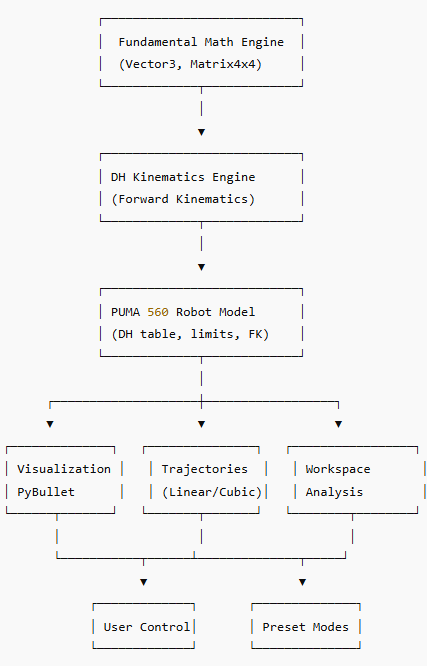 Fundamental Math Engine
(Vector3, Matrix4x4)
DH Kinematics Engine
(Forward Kinematics)
PUMA 560 Robot Model
(DH table, limits, FK)
Visualization
PyBullet
Trajectories
(Linear/Cubic)
Workspace
Analysis
User Control
Preset Modes